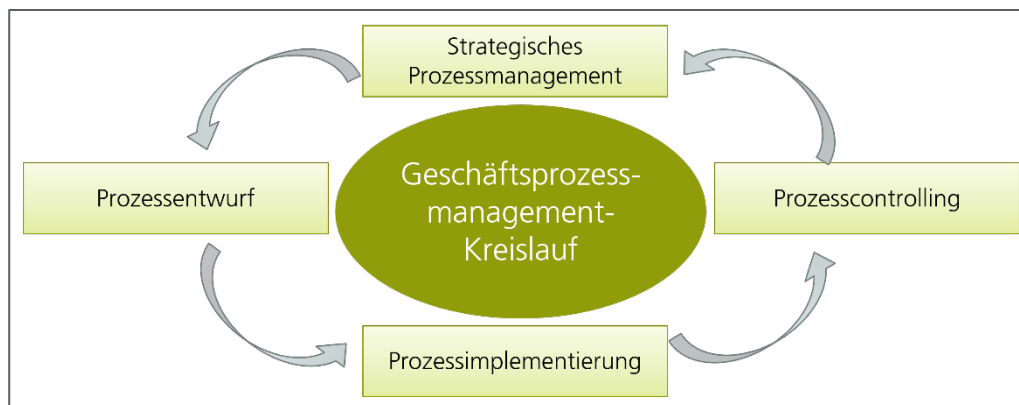 Strategisches
Prozessmanagement
Prozessentwurf
Geschäftsprozess-
management-
Kreislauf
Prozesscontrolling
Prozessimplementierung